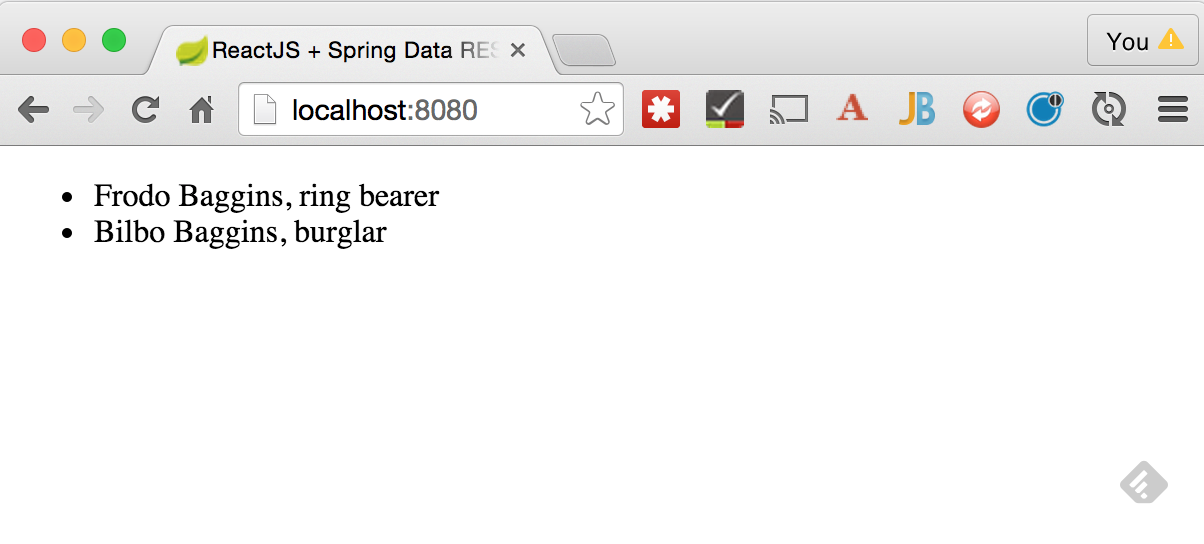 ReactJS + Spring Data RES
You
localhost:8080
A
JB
• Frodo Baggins, ring bearer
• Bilbo Baggins, burglar